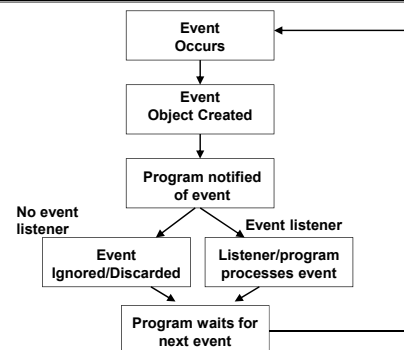 Event
Occurs
Event
Object Created
Program notified
of event
No event
listener
Event listener
Event
Ignored/Discarded
Listener/program
processes event
Program waits for
next event